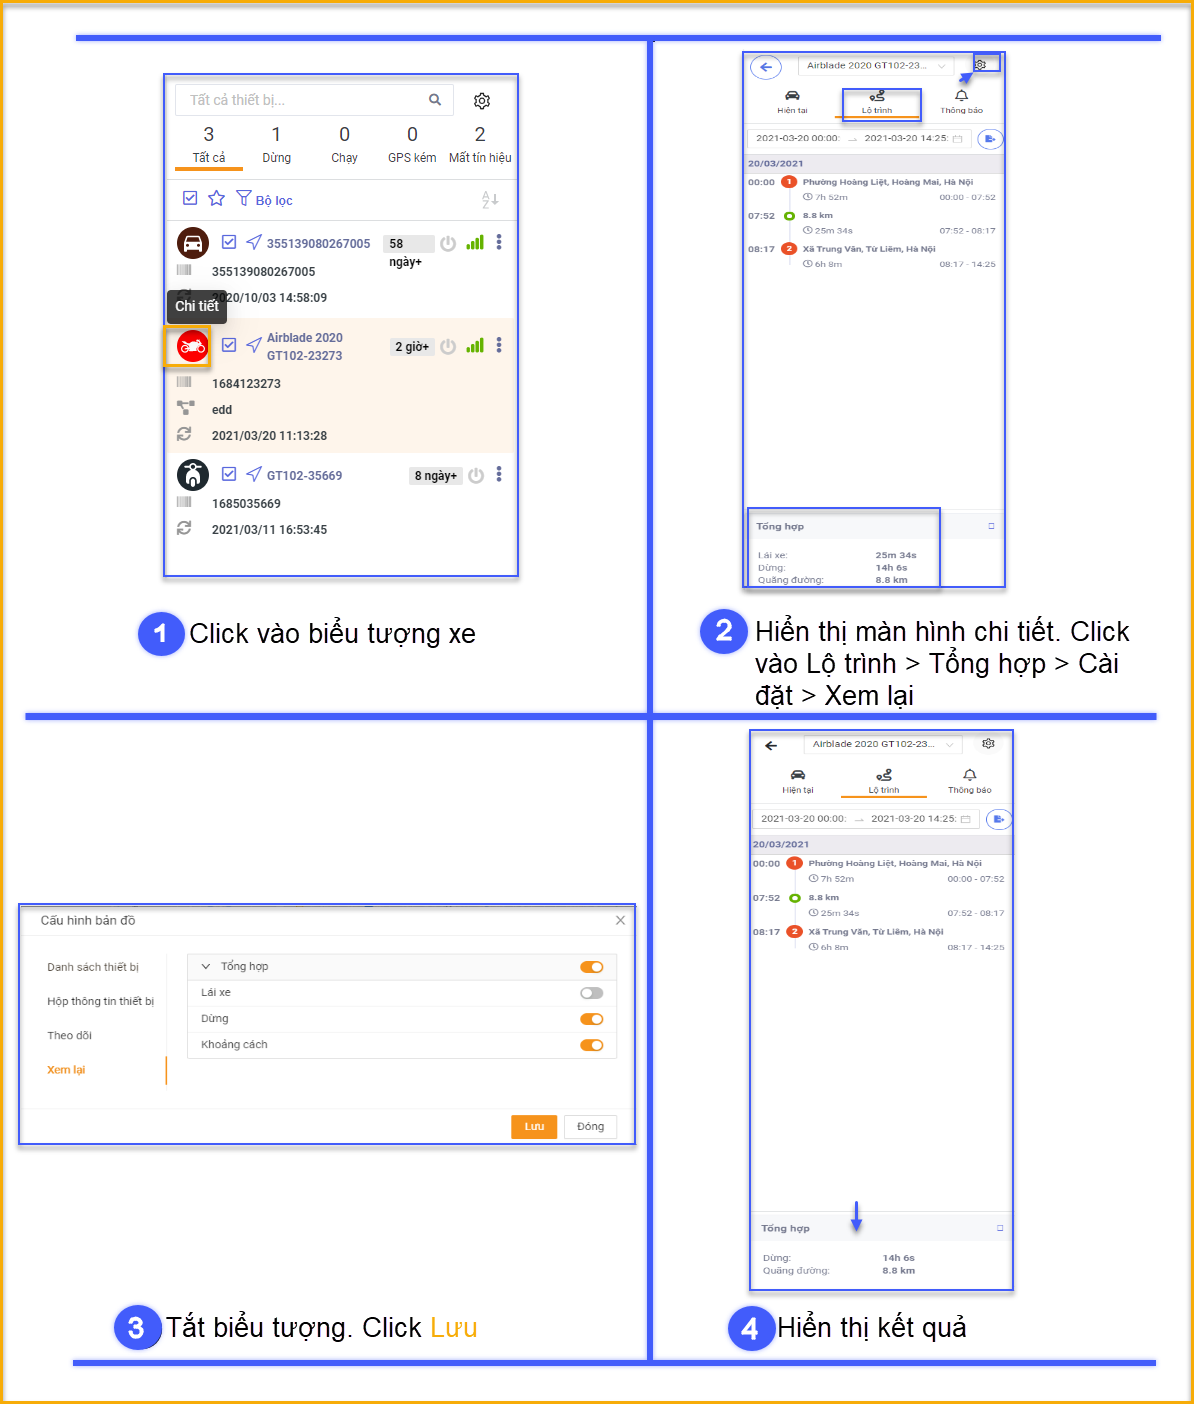 Tất cả thiết bị...
3 1 0 0 2
Tất cả Dừng Chạy GPS kém Mất tín hiệu
Bộ lọc
355139080267005 58 ngày+
355139080267005
2020/10/03 14:58:09
Chi tiết
Airblade 2020 GT102-23273 2 giờ+
1684123273
edd
2021/03/20 11:13:28
GT102-35669 8 ngày+
1685035669
2021/03/11 16:53:45
1 Click vào biểu tượng xe
Airblade 2020 GT102-23...
Hiện tại Lộ trình Thông báo
2021-03-20 00:00: → 2021-03-20 14:25:
20/03/2021
00:00 1 Phường Hoàng Liệt, Hoàng Mai, Hà Nội
7h 52m 00:00 - 07:52
07:52 8.8 km
25m 34s 07:52 - 08:17
08:17 2 Xã Trung Văn, Từ Liêm, Hà Nội
6h 8m 08:17 - 14:25
Tổng hợp
Lái xe: 25m 34s
Dừng: 14h 6s
Quãng đường: 8.8 km
2 Hiển thị màn hình chi tiết. Click
vào Lộ trình > Tổng hợp > Cài
đặt > Xem lại
Cấu hình bản đồ
Danh sách thiết bị
Hộp thông tin thiết bị
Theo dõi
Xem lại
Tổng hợp
Lái xe
Dừng
Khoảng cách
Lưu Đóng
3 Tắt biểu tượng. Click Lưu
Airblade 2020 GT102-23...
Hiện tại Lộ trình Thông báo
2021-03-20 00:00: → 2021-03-20 14:25:
20/03/2021
00:00 1 Phường Hoàng Liệt, Hoàng Mai, Hà Nội
7h 52m 00:00 - 07:52
07:52 8.8 km
25m 34s 07:52 - 08:17
08:17 2 Xã Trung Văn, Từ Liêm, Hà Nội
6h 8m 08:17 - 14:25
Tổng hợp
Dừng: 14h 6s
Quãng đường: 8.8 km
4 Hiển thị kết quả